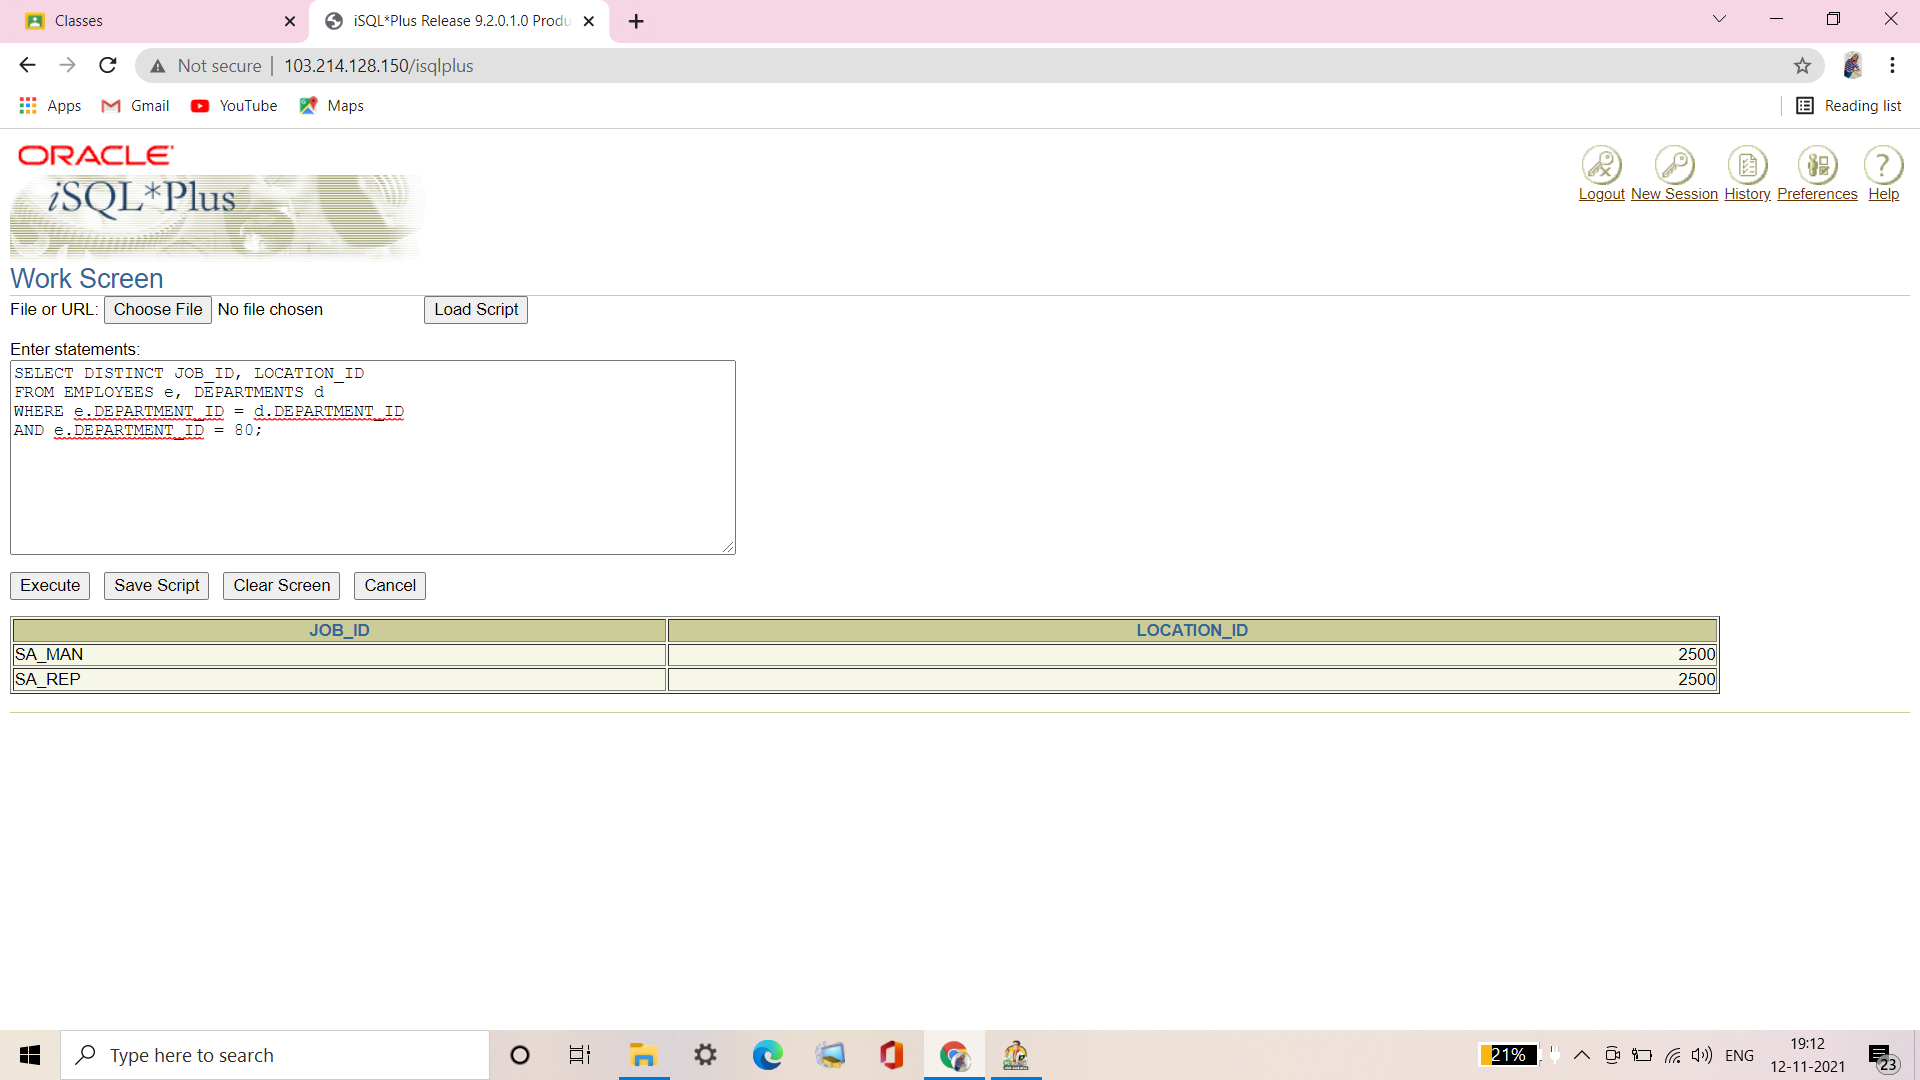 Classes
iSQL*Plus Release 9.2.0.1.0 Produ
Not secure
103.214.128.150/isqlplus
Apps
Gmail
YouTube
Maps
Reading list
ORACLE
iSQL*Plus
Logout
New Session
History
Preferences
Help
Work Screen
File or URL: Choose File No file chosen Load Script
Enter statements:
SELECT DISTINCT JOB_ID, LOCATION_ID
FROM EMPLOYEES e, DEPARTMENTS d
WHERE e.DEPARTMENT_ID = d.DEPARTMENT_ID
AND e.DEPARTMENT_ID = 80;
Execute Save Script Clear Screen Cancel
JOB_ID LOCATION_ID
SA_MAN 2500
SA_REP 2500
Type here to search
21%
ENG
19:12
12-11-2021
23